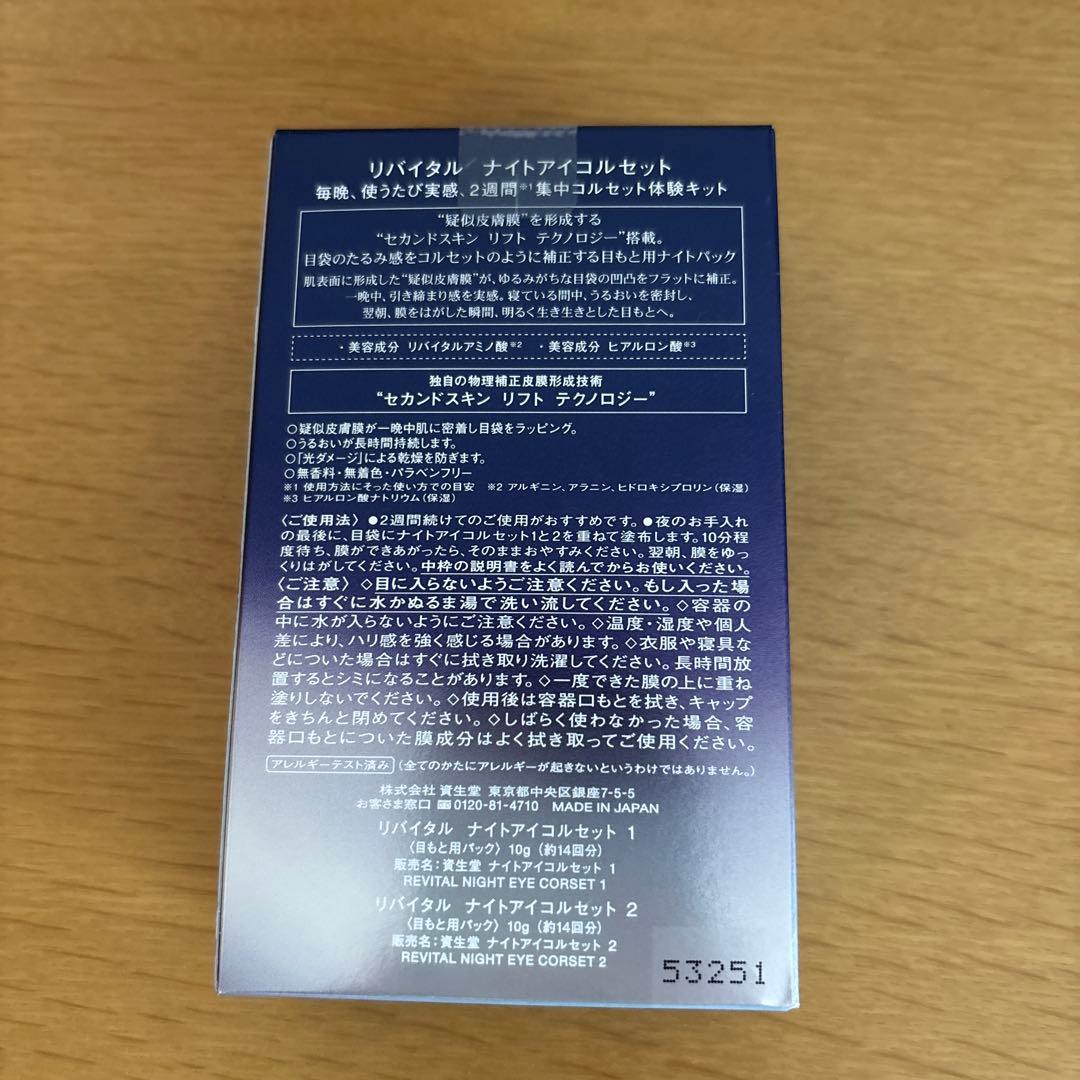 リバイタル ナイトアイコルセット
毎晩、使うたび実感、2週間※1集中コルセット体験キット
“疑似皮膚膜”を形成する
“セカンドスキン リフト テクノロジー”搭載。
目袋のたるみ感をコルセットのように補正する目もと用ナイトパック
肌表面に形成した“疑似皮膚膜”が、ゆるみがちな目袋の凹凸をフラットに補正。
一晩中、引き締まり感を実感。寝ている間中、うるおいを密封し、
翌朝、膜をはがした瞬間、明るく生き生きとした目もとへ。
・美容成分 リバイタルアミノ酸※2 ・美容成分 ヒアルロン酸※3
独自の物理補正皮膜形成技術
“セカンドスキン リフト テクノロジー”
○疑似皮膚膜が一晩中肌に密着し目袋をラッピング。
○うるおいが長時間持続します。
○「光ダメージ」による乾燥を防ぎます。
○無香料・無着色・パラベンフリー
※1 使用方法にそった使い方での目安 ※2 アルギニン、アラニン、ヒドロキシプロリン(保湿)
※3 ヒアルロン酸ナトリウム(保湿)
〈ご使用法〉●2週間続けてのご使用がおすすめです。●夜のお手入れ
の最後に、目袋にナイトアイコルセット1と2を重ねて塗布します。10分程
度待ち、膜ができあがったら、そのままおやすみください。翌朝、膜をゆっ
くりはがしてください。中枠の説明書をよく読んでからお使いください。
〈ご注意〉◇目に入らないようご注意ください。もし入った場
合はすぐに水かぬるま湯で洗い流してください。◇容器の
中に水が入らないようにご注意ください。◇温度・湿度や個人
差により、ハリ感を強く感じる場合があります。◇衣服や寝具な
どについた場合はすぐに拭き取り洗濯してください。長時間放
置するとシミになることがあります。◇一度できた膜の上に重ね
塗りしないでください。◇使用後は容器口もとを拭き、キャップ
をきちんと閉めてください。◇しばらく使わなかった場合、容
器口もとについた膜成分はよく拭き取ってご使用ください。
アレルギーテスト済み (全てのかたにアレルギーが起きないというわけではありません。)
株式会社 資生堂 東京都中央区銀座7-5-5
お客さま窓口 0120-81-4710 MADE IN JAPAN
リバイタル ナイトアイコルセット 1
〈目もと用パック〉 10g (約14回分)
販売名：資生堂 ナイトアイコルセット 1
REVITAL NIGHT EYE CORSET 1
リバイタル ナイトアイコルセット 2
〈目もと用パック〉 10g (約14回分)
販売名：資生堂 ナイトアイコルセット 2
REVITAL NIGHT EYE CORSET 2
53251